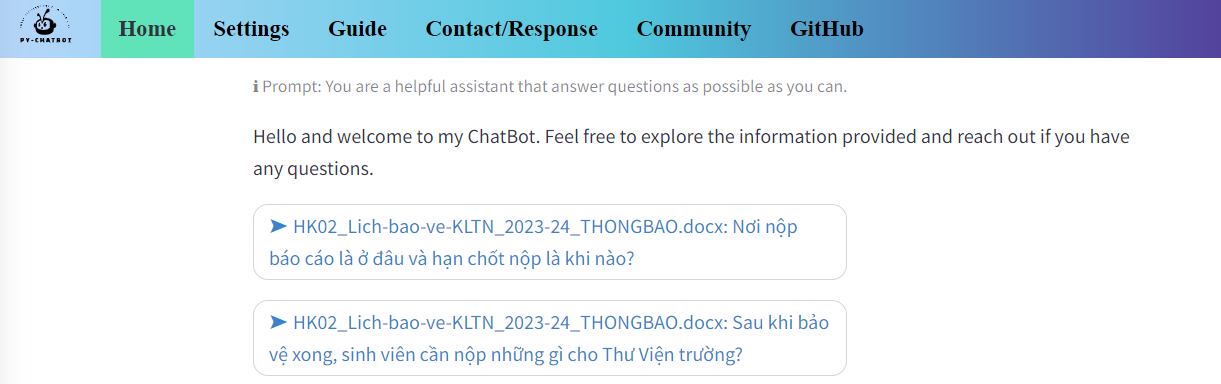 PY-CHATBOT
Home Settings Guide Contact/Response Community GitHub
ℹ Prompt: You are a helpful assistant that answer questions as possible as you can.
Hello and welcome to my ChatBot. Feel free to explore the information provided and reach out if you have
any questions.
➤ HK02_Lich-bao-ve-KLTN_2023-24_THONGBAO.docx: Nơi nộp
báo cáo là ở đâu và hạn chốt nộp là khi nào?
➤ HK02_Lich-bao-ve-KLTN_2023-24_THONGBAO.docx: Sau khi bảo
vệ xong, sinh viên cần nộp những gì cho Thư Viện trường?